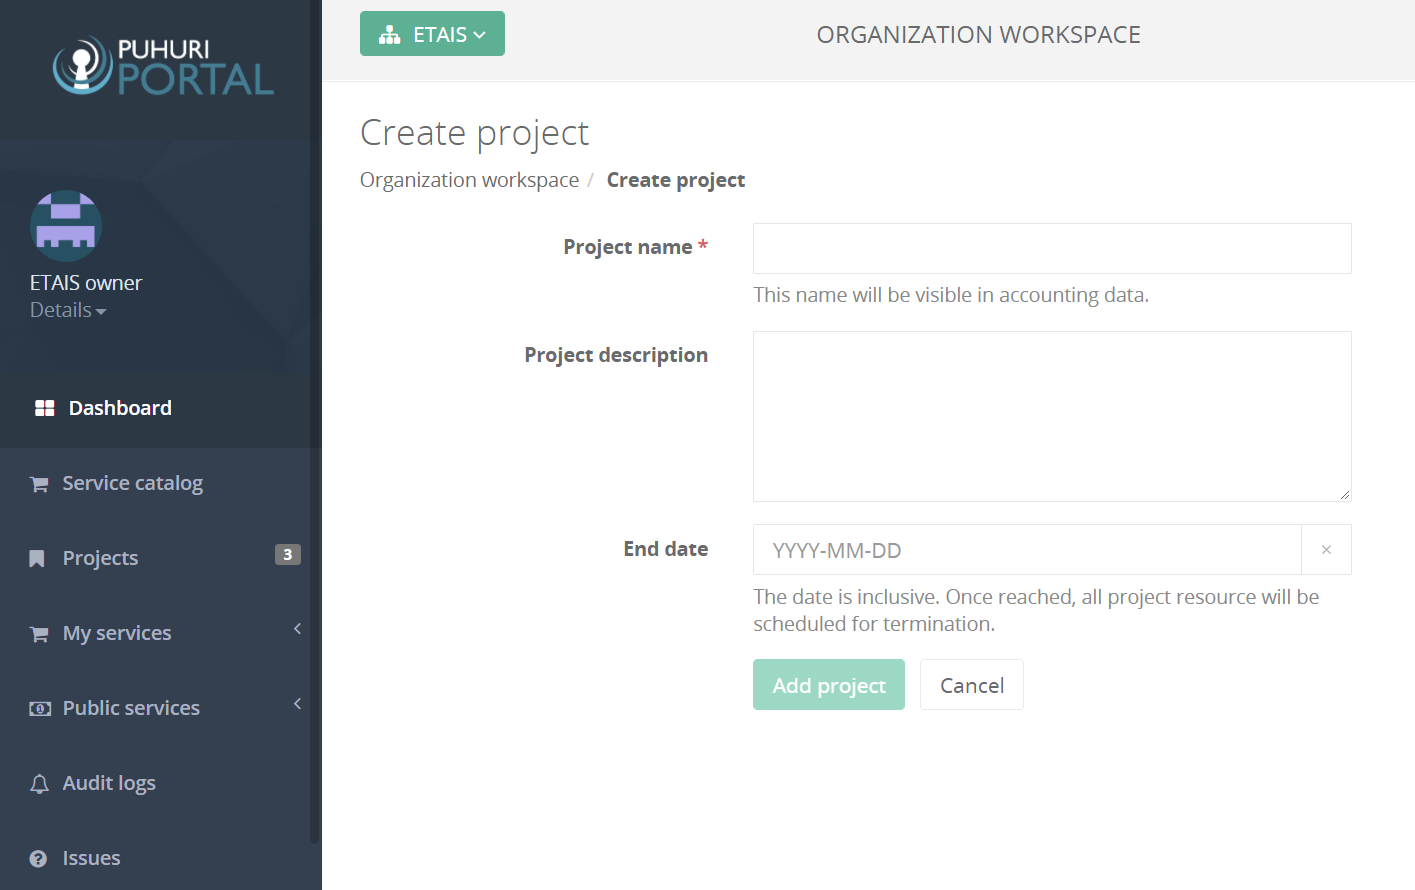 PUHURI
PORTAL
ETAIS owner
Details
Dashboard
Service catalog
Projects 3
My services
Public services
Audit logs
Issues
ETAIS
ORGANIZATION WORKSPACE
Create project
Organization workspace / Create project
Project name *
This name will be visible in accounting data.
Project description
End date
YYYY-MM-DD ×
The date is inclusive. Once reached, all project resource will be
scheduled for termination.
Add project Cancel